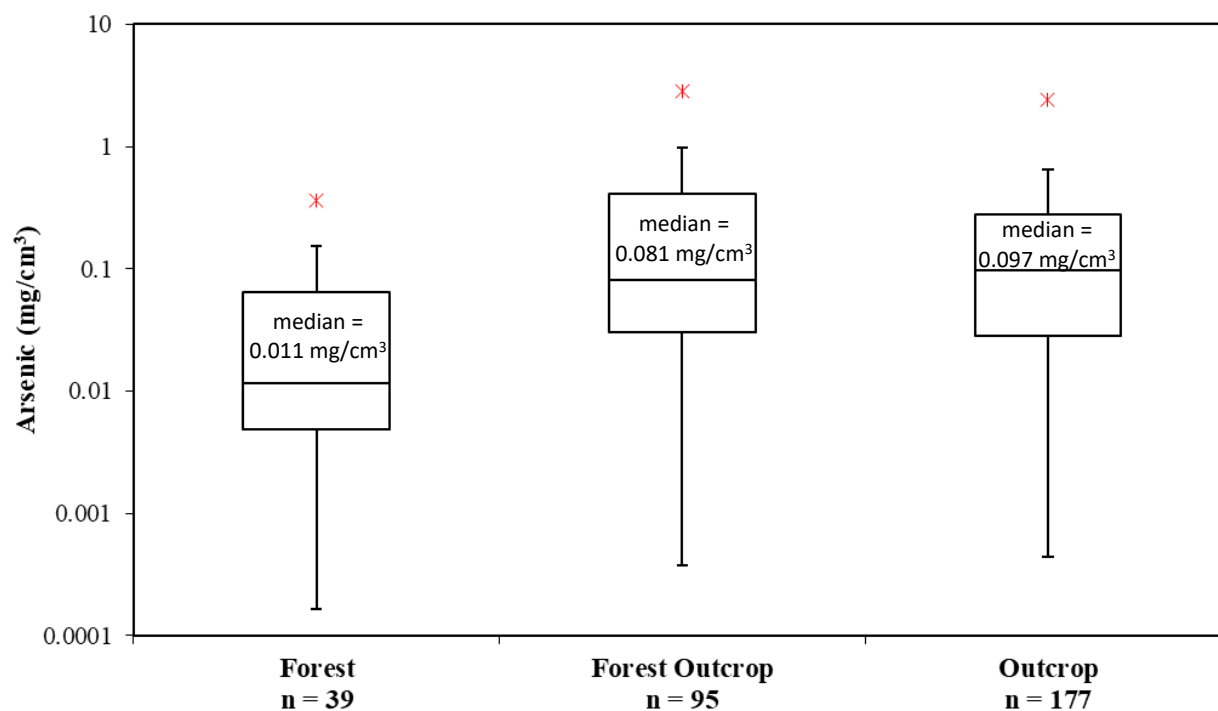 10
1
0.1
0.01
0.001
0.0001
Arsenic (mg/cm³)
median =
0.011 mg/cm³
median =
0.081 mg/cm³
median =
0.097 mg/cm³
Forest
n = 39
Forest Outcrop
n = 95
Outcrop
n = 177